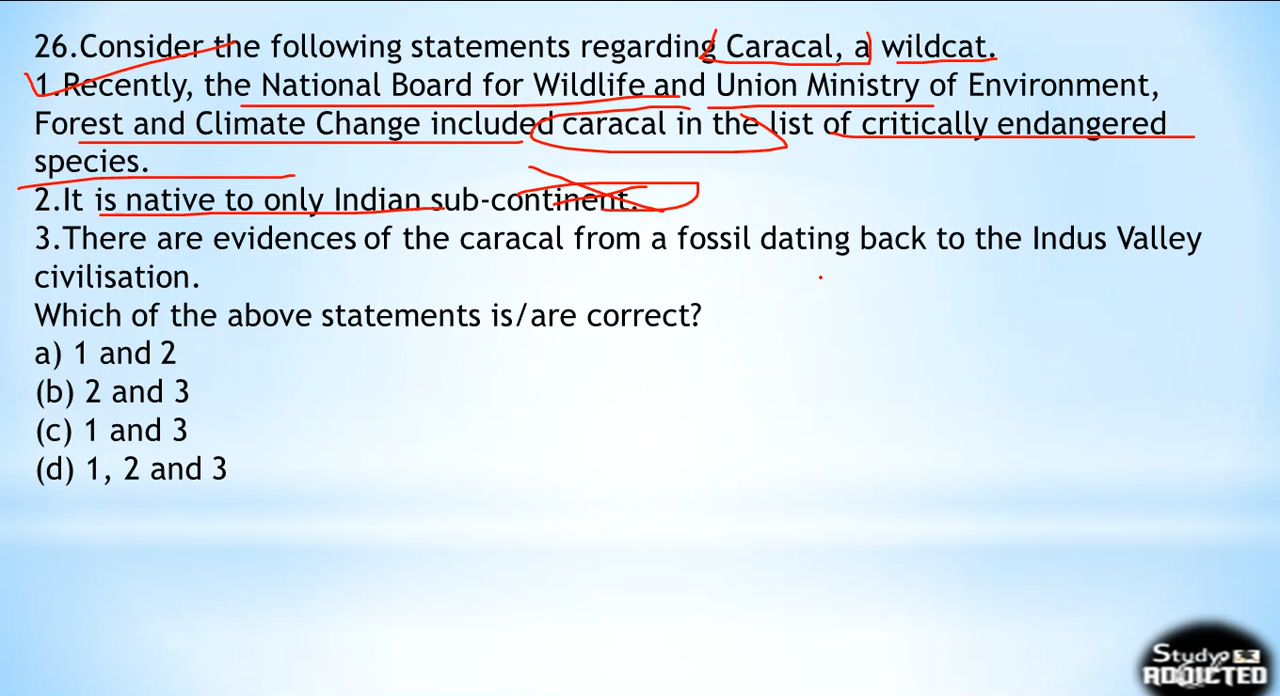 26.Consider the following statements regarding Caracal, a wildcat.
1.Recently, the National Board for Wildlife and Union Ministry of Environment,
Forest and Climate Change included caracal in the list of critically endangered
species.
2.It is native to only Indian sub-continent.
3.There are evidences of the caracal from a fossil dating back to the Indus Valley
civilisation.
Which of the above statements is/are correct?
a) 1 and 2
(b) 2 and 3
(c) 1 and 3
(d) 1, 2 and 3
Study
ADDICTED